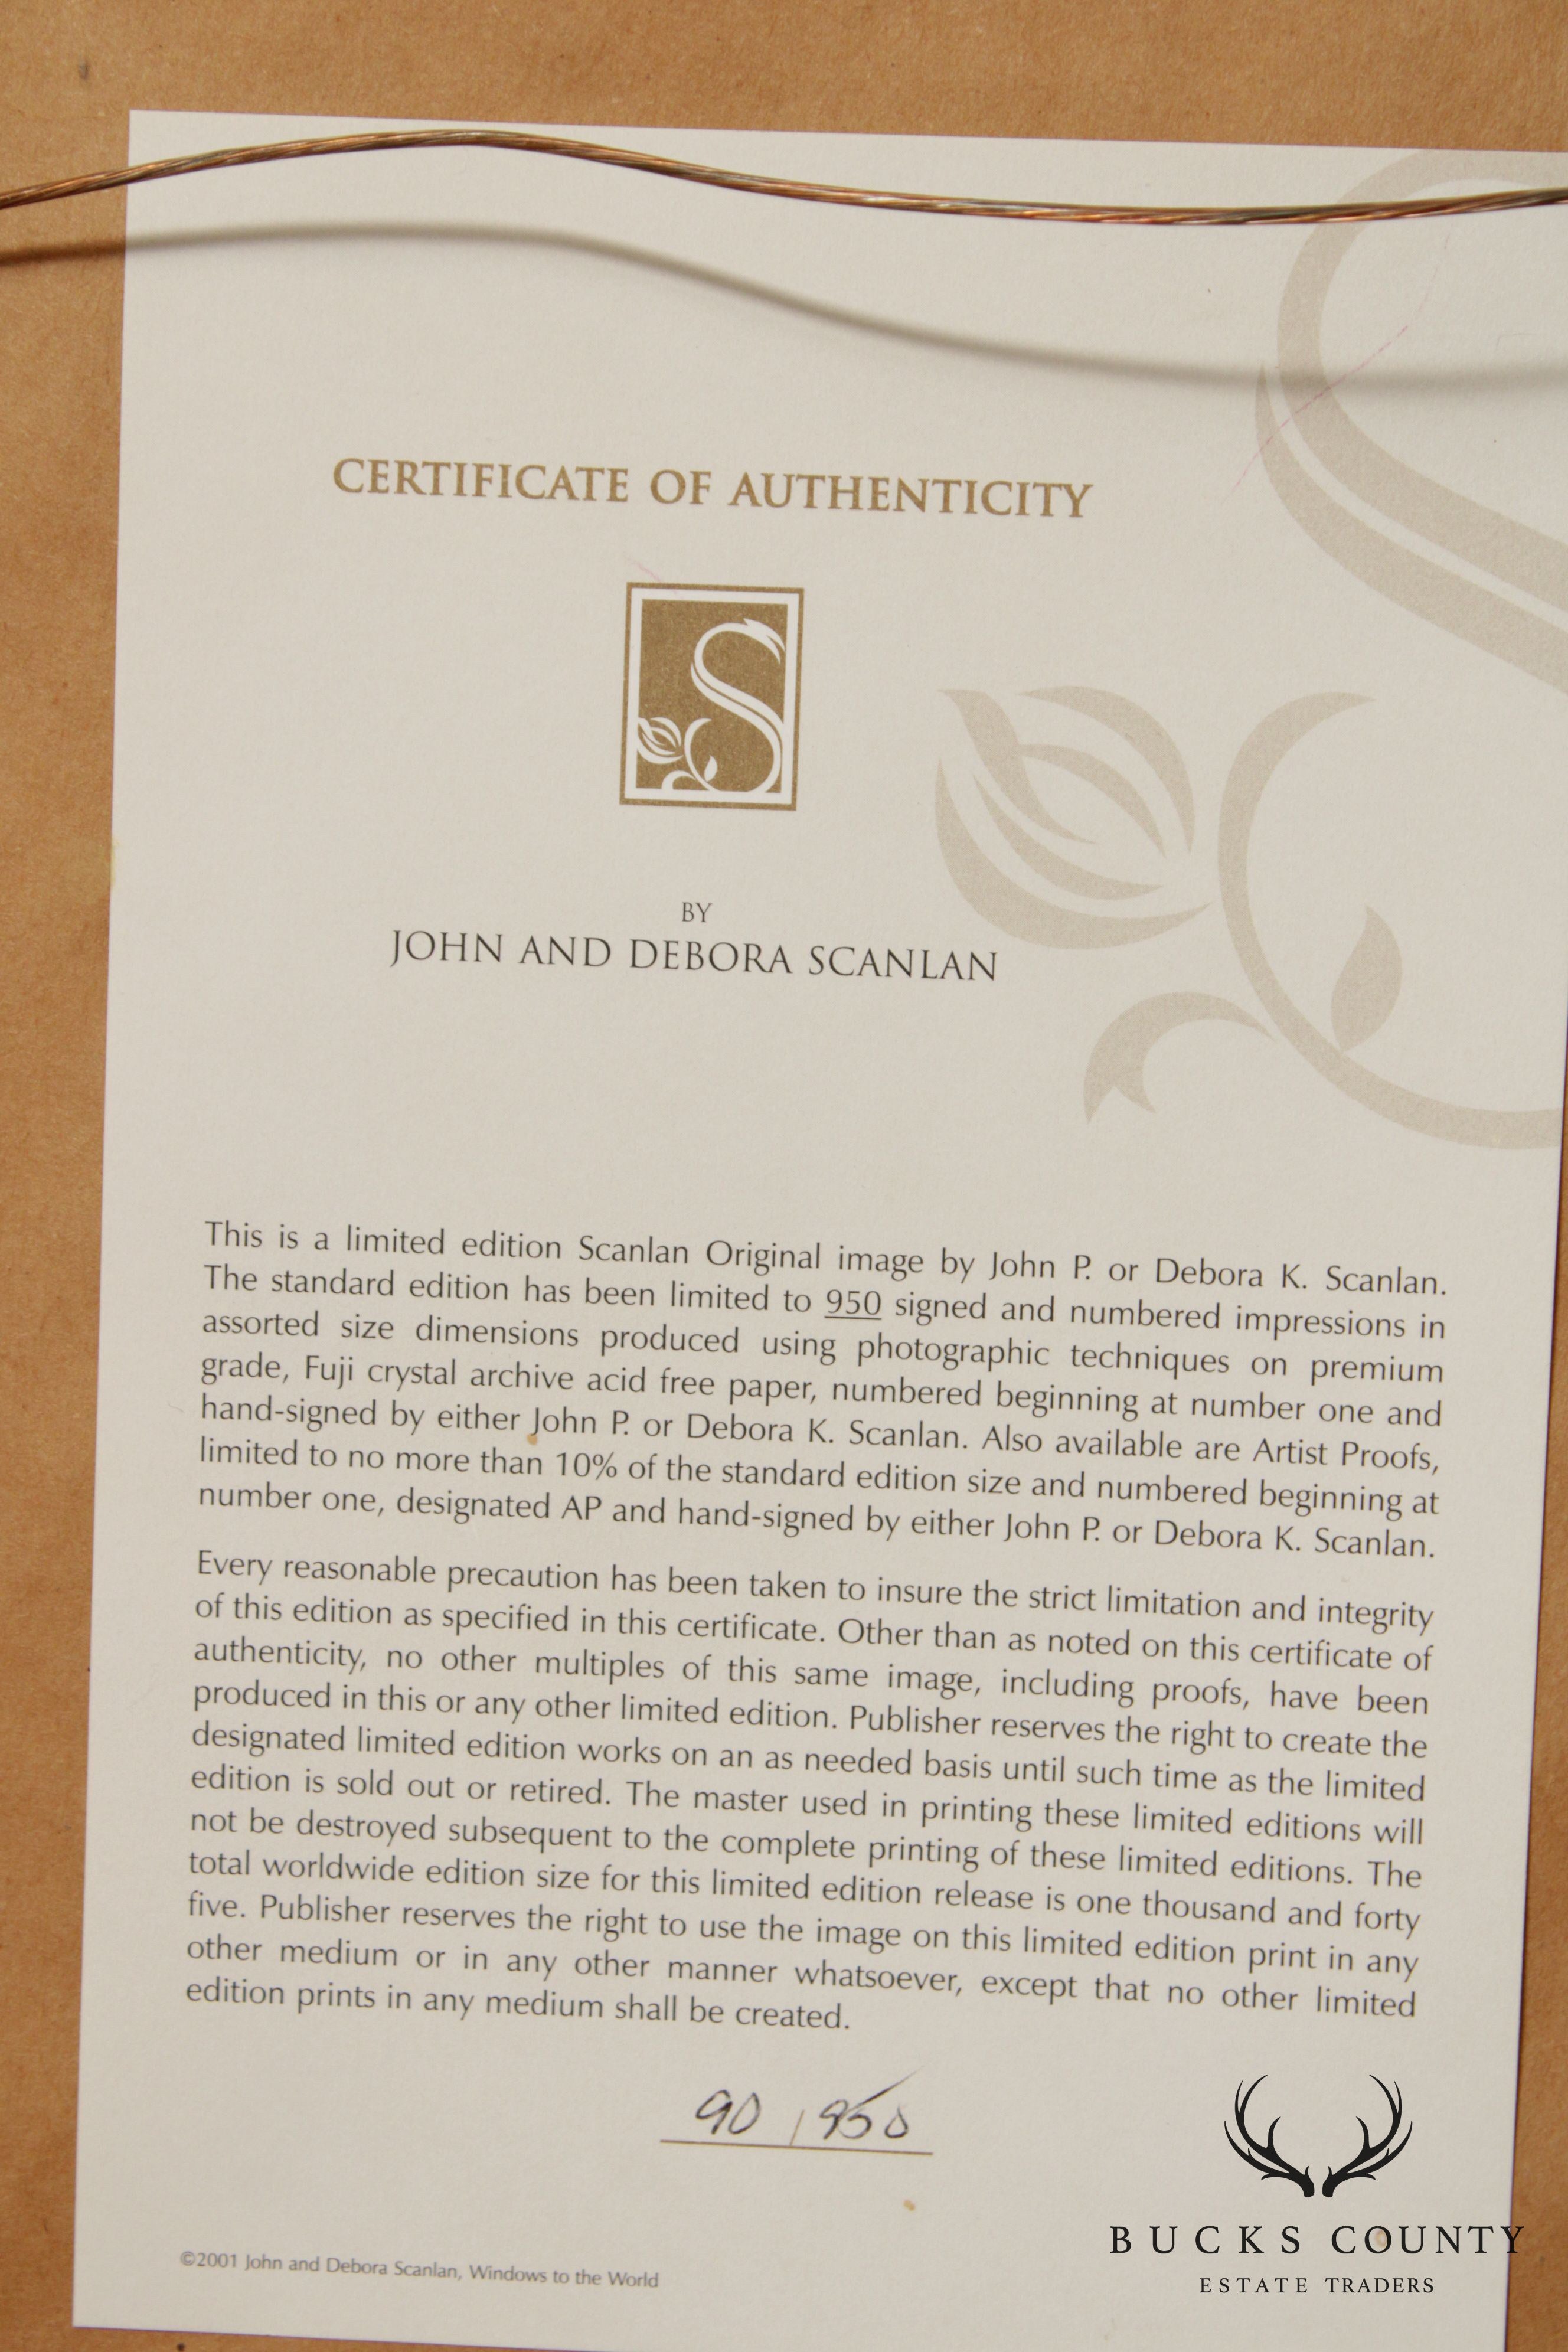 CERTIFICATE OF AUTHENTICITY
S
BY
JOHN AND DEBORA SCANLAN
This is a limited edition Scanlan Original image by John P. or Debora K. Scanlan.
The standard edition has been limited to 950 signed and numbered impressions in
assorted size dimensions produced using photographic techniques on premium
grade, Fuji crystal archive acid free paper, numbered beginning at number one and
hand-signed by either John P. or Debora K. Scanlan. Also available are Artist Proofs,
limited to no more than 10% of the standard edition size and numbered beginning at
number one, designated AP and hand-signed by either John P. or Debora K. Scanlan.
Every reasonable precaution has been taken to insure the strict limitation and integrity
of this edition as specified in this certificate. Other than as noted on this certificate of
authenticity, no other multiples of this same image, including proofs, have been
produced in this or any other limited edition. Publisher reserves the right to create the
designated limited edition works on an as needed basis until such time as the limited
edition is sold out or retired. The master used in printing these limited editions will
not be destroyed subsequent to the complete printing of these limited editions. The
total worldwide edition size for this limited edition release is one thousand and forty
five. Publisher reserves the right to use the image on this limited edition print in any
other medium or in any other manner whatsoever, except that no other limited
edition prints in any medium shall be created.
90 / 950
©2001 John and Debora Scanlan, Windows to the World
BUCKS COUNTY
ESTATE TRADERS